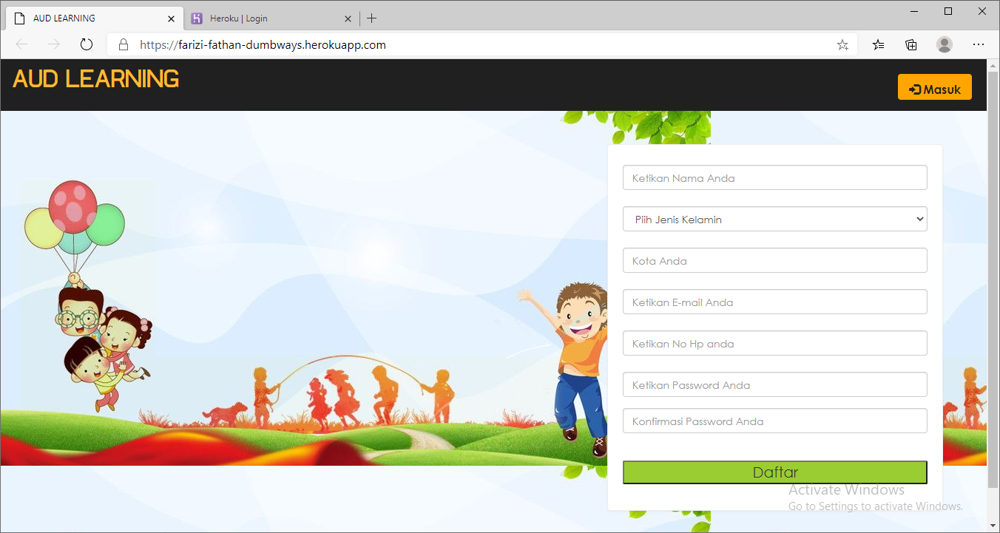 AUD LEARNING
Heroku | Login
https://farizi-fathan-dumbways.herokuapp.com
AUD LEARNING
Masuk
Ketikan Nama Anda
Piih Jenis Kelamin
Kota Anda
Ketikan E-mail Anda
Ketikan No Hp anda
Ketikan Password Anda
Konfirmasi Password Anda
Daftar
Activate Windows
Go to Settings to activate Windows.